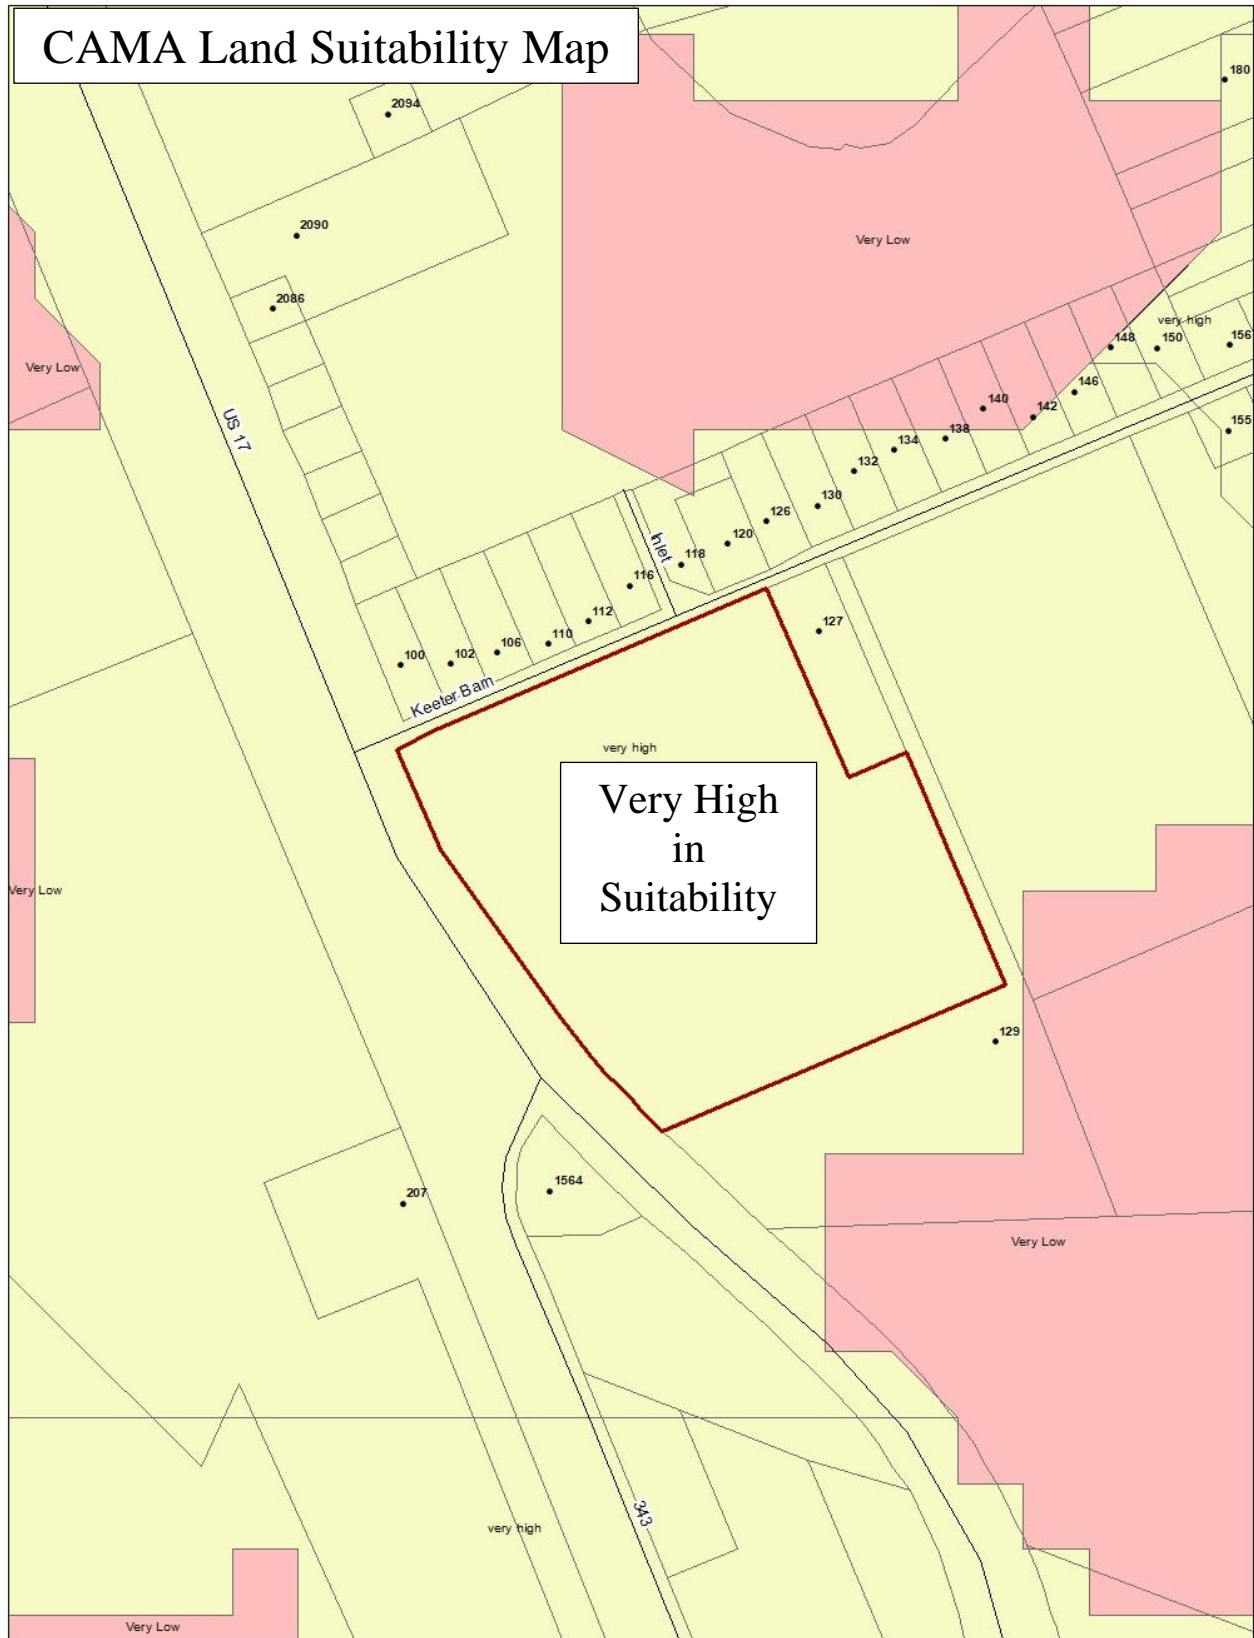 CAMA Land Suitability Map
180
2094
2090
Very Low
2086
very high
148
150
156
Very Low
146
140
142
155
US 17
138
134
132
130
126
120
Inlet
118
116
112
127
110
106
102
100
Keeter Barn
very high
Very High
in
Suitability
Very Low
129
1564
207
Very Low
343
very high
Very Low